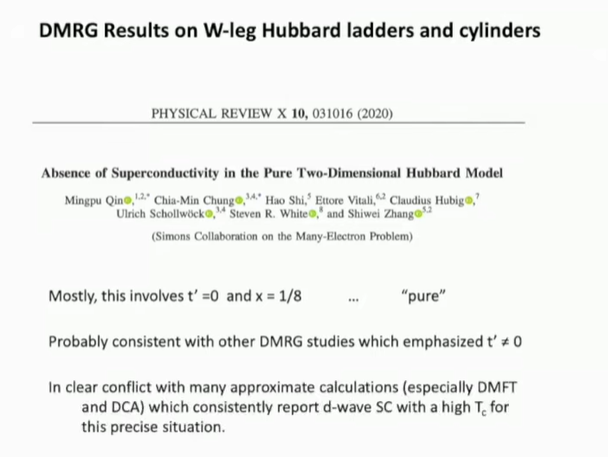 DMRG Results on W-leg Hubbard ladders and cylinders
PHYSICAL REVIEW X 10, 031016 (2020)
Absence of Superconductivity in the Pure Two-Dimensional Hubbard Model
Mingpu Qin,1,2,* Chia-Min Chung,3,4,* Hao Shi,5 Ettore Vitali,6,2 Claudius Hubig,7
Ulrich Schollwöck,3,4 Steven R. White,8 and Shiwei Zhang5,2
(Simons Collaboration on the Many-Electron Problem)
Mostly, this involves t' =0 and x = 1/8 ... "pure"
Probably consistent with other DMRG studies which emphasized t' ≠ 0
In clear conflict with many approximate calculations (especially DMFT
and DCA) which consistently report d-wave SC with a high Tc for
this precise situation.